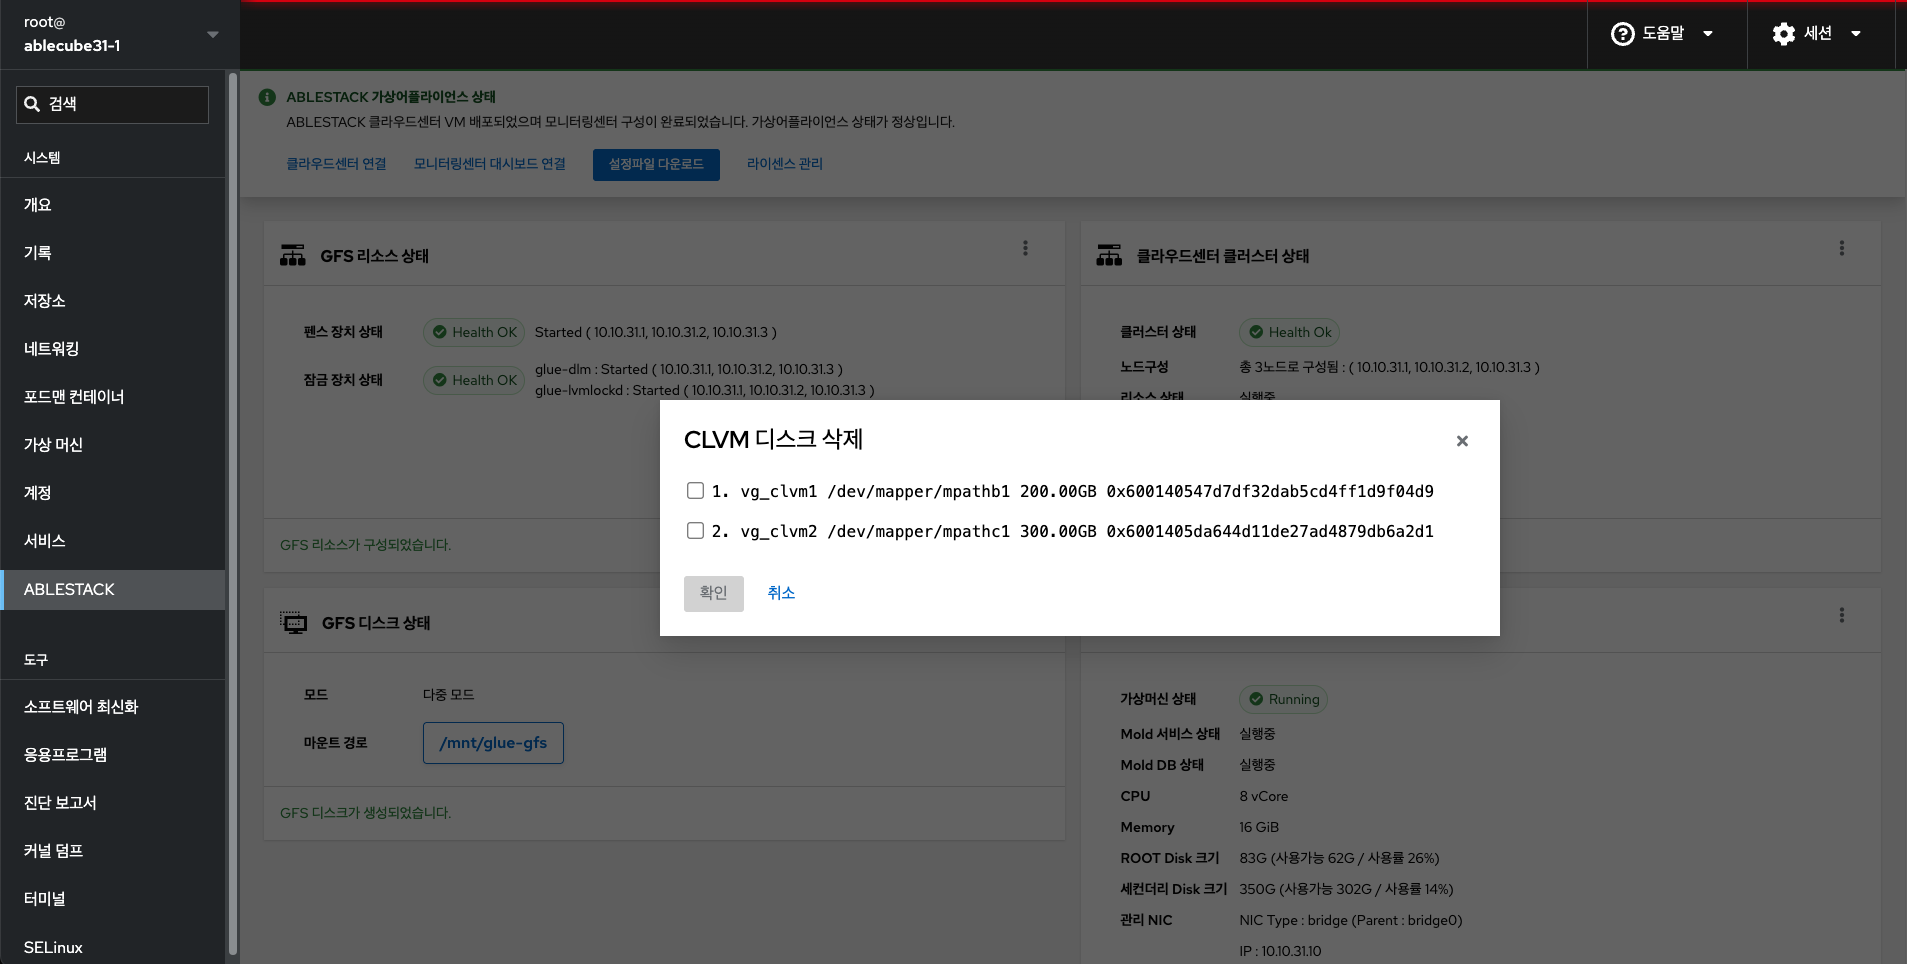 root@
ablecube31-1
도움말
세션
검색
시스템
개요
기록
저장소
네트워킹
포드맨 컨테이너
가상 머신
계정
서비스
ABLESTACK
도구
소프트웨어 최신화
응용프로그램
진단 보고서
커널 덤프
터미널
SELinux
ABLESTACK 가상어플라이언스 상태
ABLESTACK 클라우드센터 VM 배포되었으며 모니터링센터 구성이 완료되었습니다. 가상어플라이언스 상태가 정상입니다.
클라우드센터 연결 모니터링센터 대시보드 연결 설정파일 다운로드 라이센스 관리
GFS 리소스 상태
펜스 장치 상태 Health OK Started ( 10.10.31.1, 10.10.31.2, 10.10.31.3 )
잠금 장치 상태 Health OK glue-dlm : Started ( 10.10.31.1, 10.10.31.2, 10.10.31.3 )
glue-lvmlockd : Started ( 10.10.31.1, 10.10.31.2, 10.10.31.3 )
GFS 리소스가 구성되었습니다.
클라우드센터 클러스터 상태
클러스터 상태 Health Ok
노드구성 총 3노드로 구성됨 : ( 10.10.31.1, 10.10.31.2, 10.10.31.3 )
리소스 상태 실행중
CLVM 디스크 삭제
1. vg_clvm1 /dev/mapper/mpathb1 200.00GB 0x600140547d7df32dab5cd4ff1d9f04d9
2. vg_clvm2 /dev/mapper/mpathc1 300.00GB 0x6001405da644d11de27ad4879db6a2d1
확인 취소
GFS 디스크 상태
모드 다중 모드
마운트 경로 /mnt/glue-gfs
GFS 디스크가 생성되었습니다.
가상머신 상태 Running
Mold 서비스 상태 실행중
Mold DB 상태 실행중
CPU 8 vCore
Memory 16 GiB
ROOT Disk 크기 83G (사용가능 62G / 사용률 26%)
세컨더리 Disk 크기 350G (사용가능 302G / 사용률 14%)
관리 NIC NIC Type : bridge (Parent : bridge0)
IP : 10.10.31.10